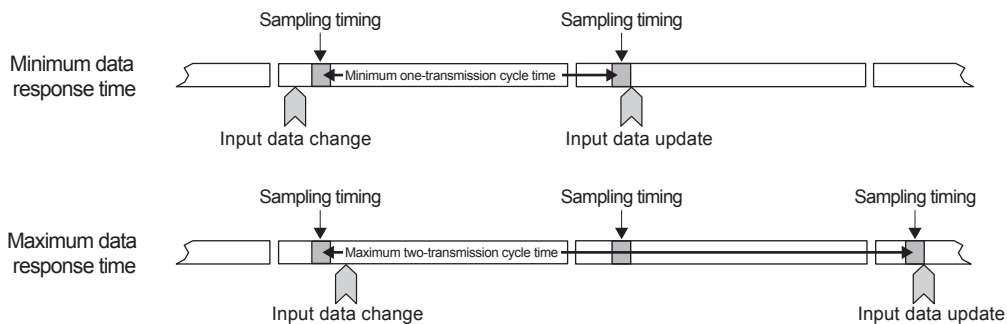 Sampling timing
Sampling timing
Minimum data
response time
Minimum one-transmission cycle time
Input data change
Input data update
Sampling timing
Sampling timing
Sampling timing
Maximum data
response time
Maximum two-transmission cycle time
Input data change
Input data update